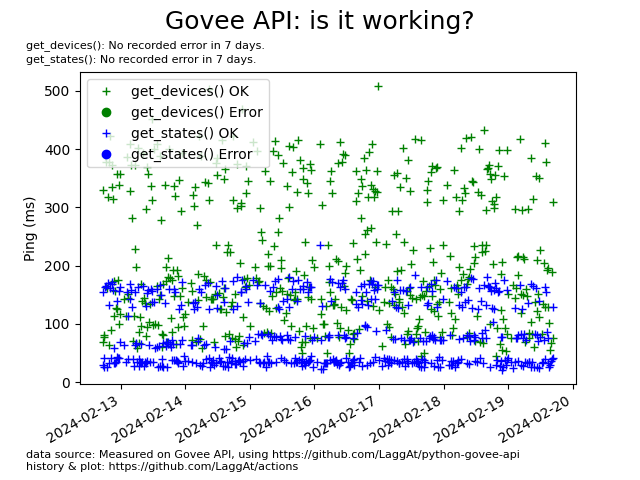 Govee API: is it working?
get_devices(): No recorded error in 7 days.
get_states(): No recorded error in 7 days.
get_devices() OK
get_devices() Error
get_states() OK
get_states() Error
Ping (ms)
500
400
300
200
100
0
2024-02-13
2024-02-14
2024-02-15
2024-02-16
2024-02-17
2024-02-18
2024-02-19
2024-02-20
data source: Measured on Govee API, using https://github.com/LaggAt/python-govee-api
history & plot: https://github.com/LaggAt/actions